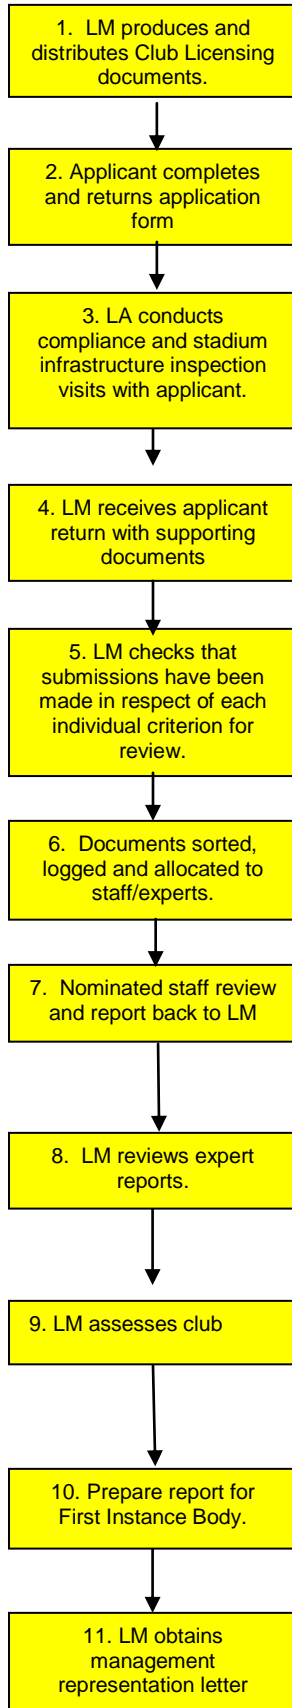 1. LM produces and
distributes Club Licensing
documents.
2. Applicant completes
and returns application
form
3. LA conducts
compliance and stadium
infrastructure inspection
visits with applicant.
4. LM receives applicant
return with supporting
documents
5. LM checks that
submissions have been
made in respect of each
individual criterion for
review.
6. Documents sorted,
logged and allocated to
staff/experts.
7. Nominated staff review
and report back to LM
8. LM reviews expert
reports.
9. LM assesses club
10. Prepare report for
First Instance Body.
11. LM obtains
management
representation letter